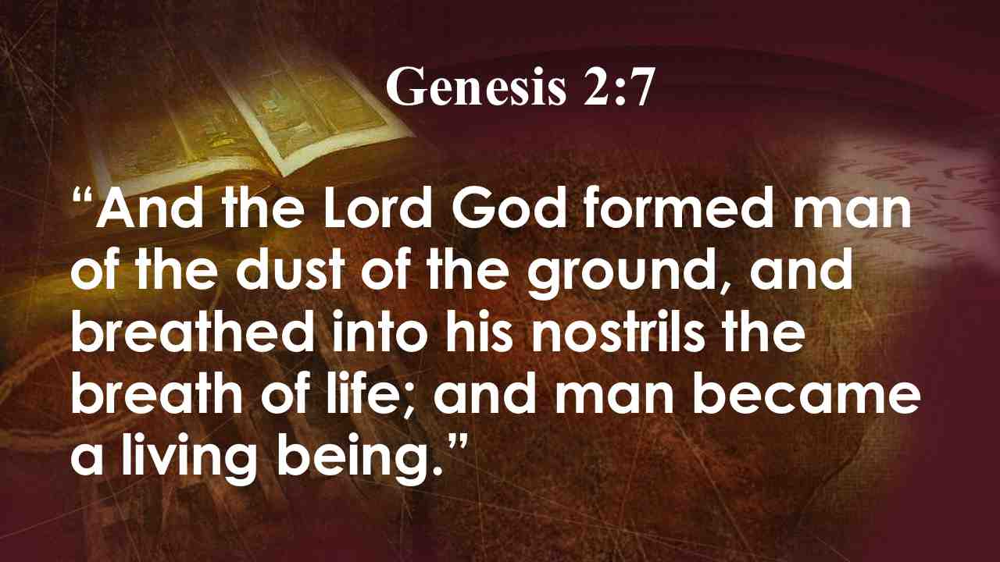 Genesis 2:7
“And the Lord God formed man
of the dust of the ground, and
breathed into his nostrils the
breath of life; and man became
a living being.”